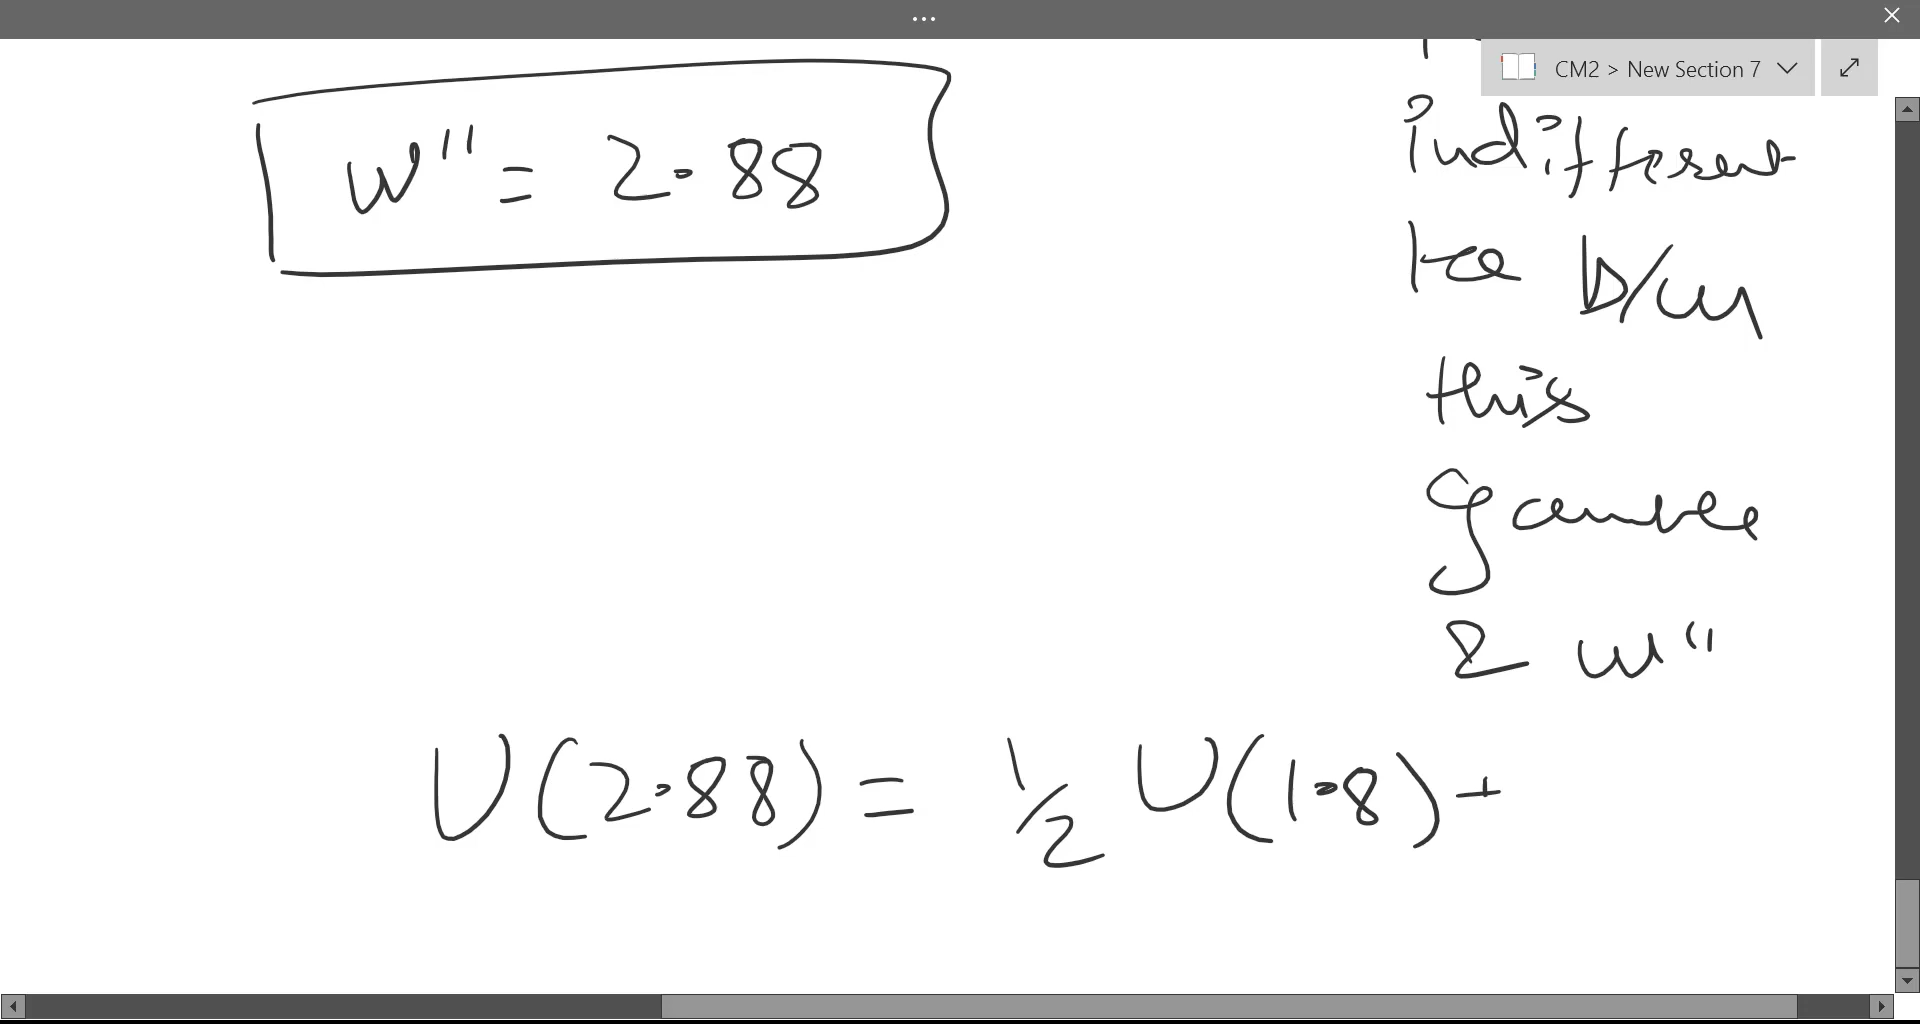 CM2 > New Section 7
w'' = 2.88
indifferent
b/w
this
gamble
& w''
U(2.88) = 1/2 U(1.8) +